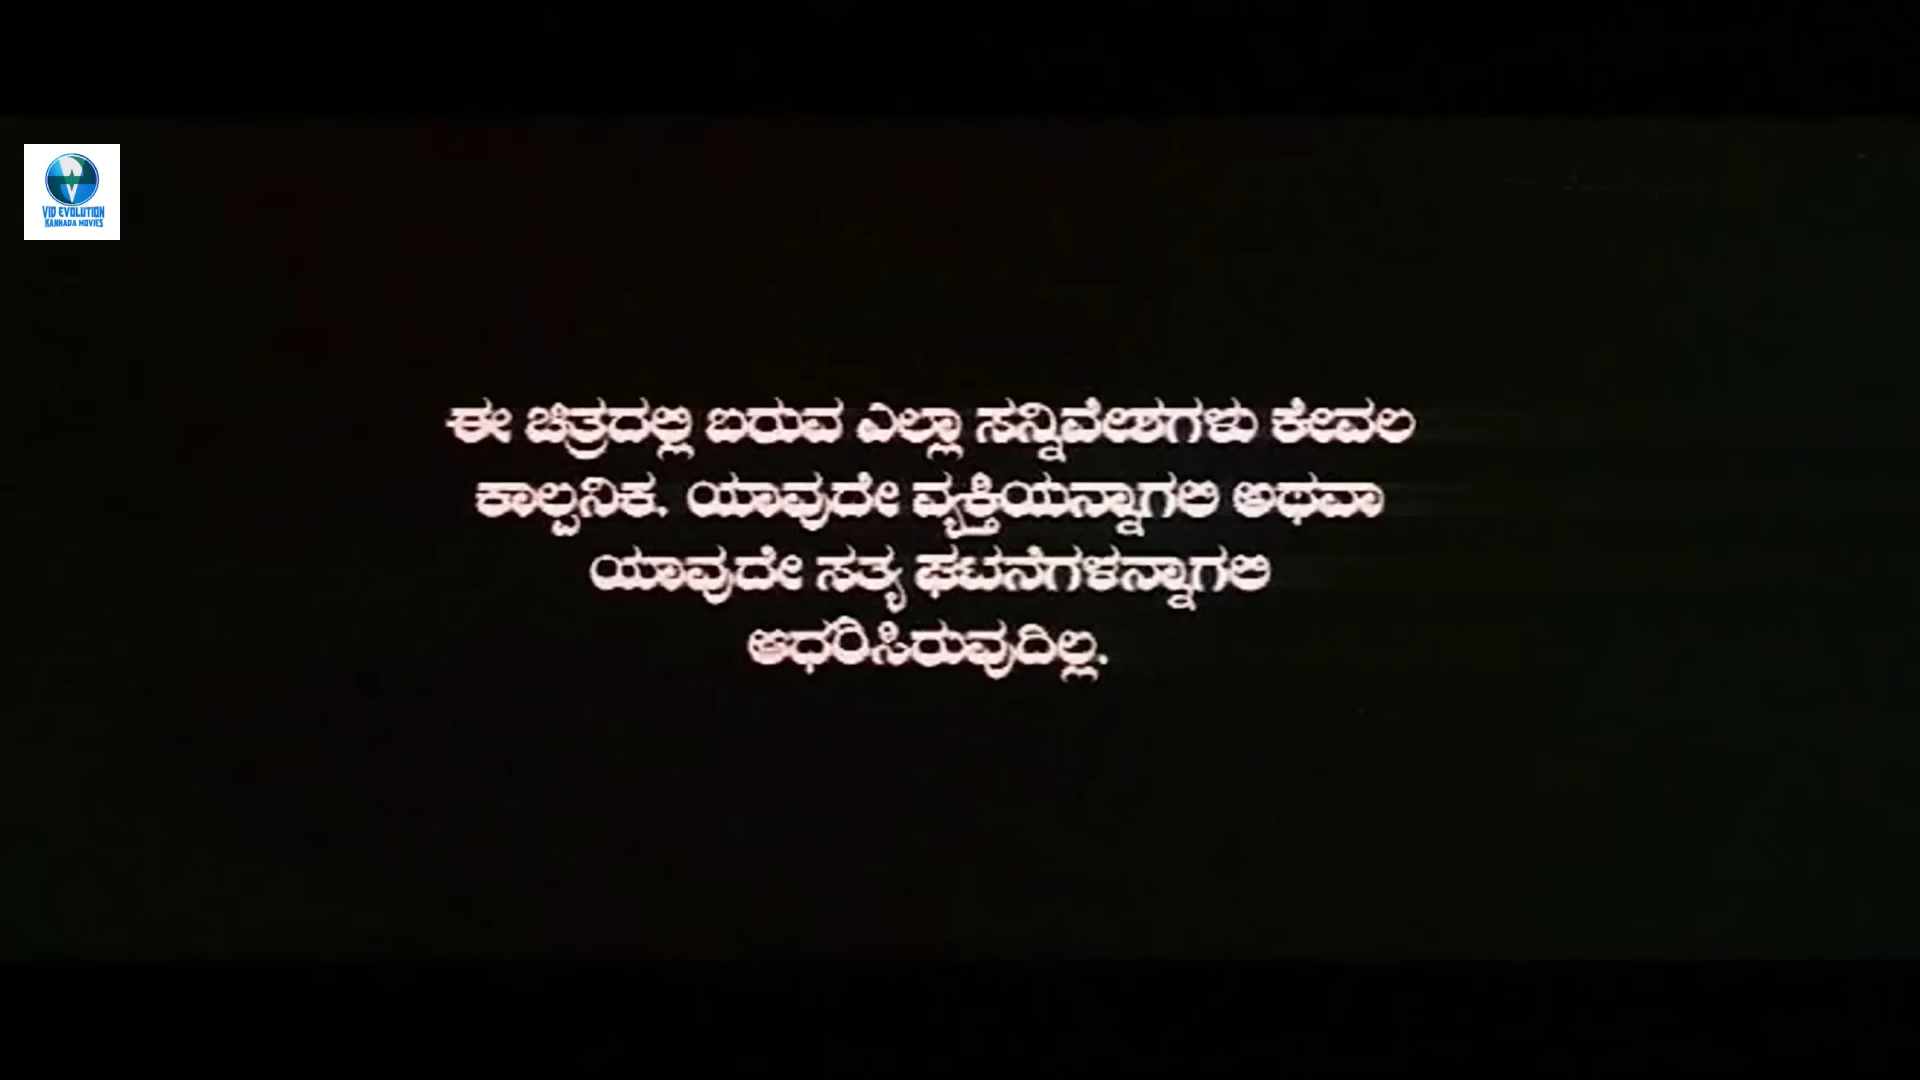 VID EVOLUTION
KANNADA MOVIES
ಈ ಚಿತ್ರದಲ್ಲಿ ಬರುವ ಎಲ್ಲಾ ಸನ್ನಿವೇಶಗಳು ಕೇವಲ
ಕಾಲ್ಪನಿಕ. ಯಾವುದೇ ವ್ಯಕ್ತಿಯನ್ನಾಗಲಿ ಅಥವಾ
ಯಾವುದೇ ಸತ್ಯ ಘಟನೆಗಳನ್ನಾಗಲಿ
ಆಧರಿಸಿರುವುದಿಲ್ಲ.